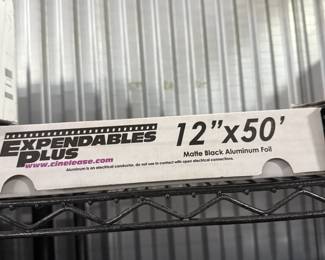 EXPENDABLES
PLUS
www.cinelease.com
12"x50'
Matte Black Aluminum Foil
Aluminum is an electrical conductor, do not use in contact with open electrical connections.